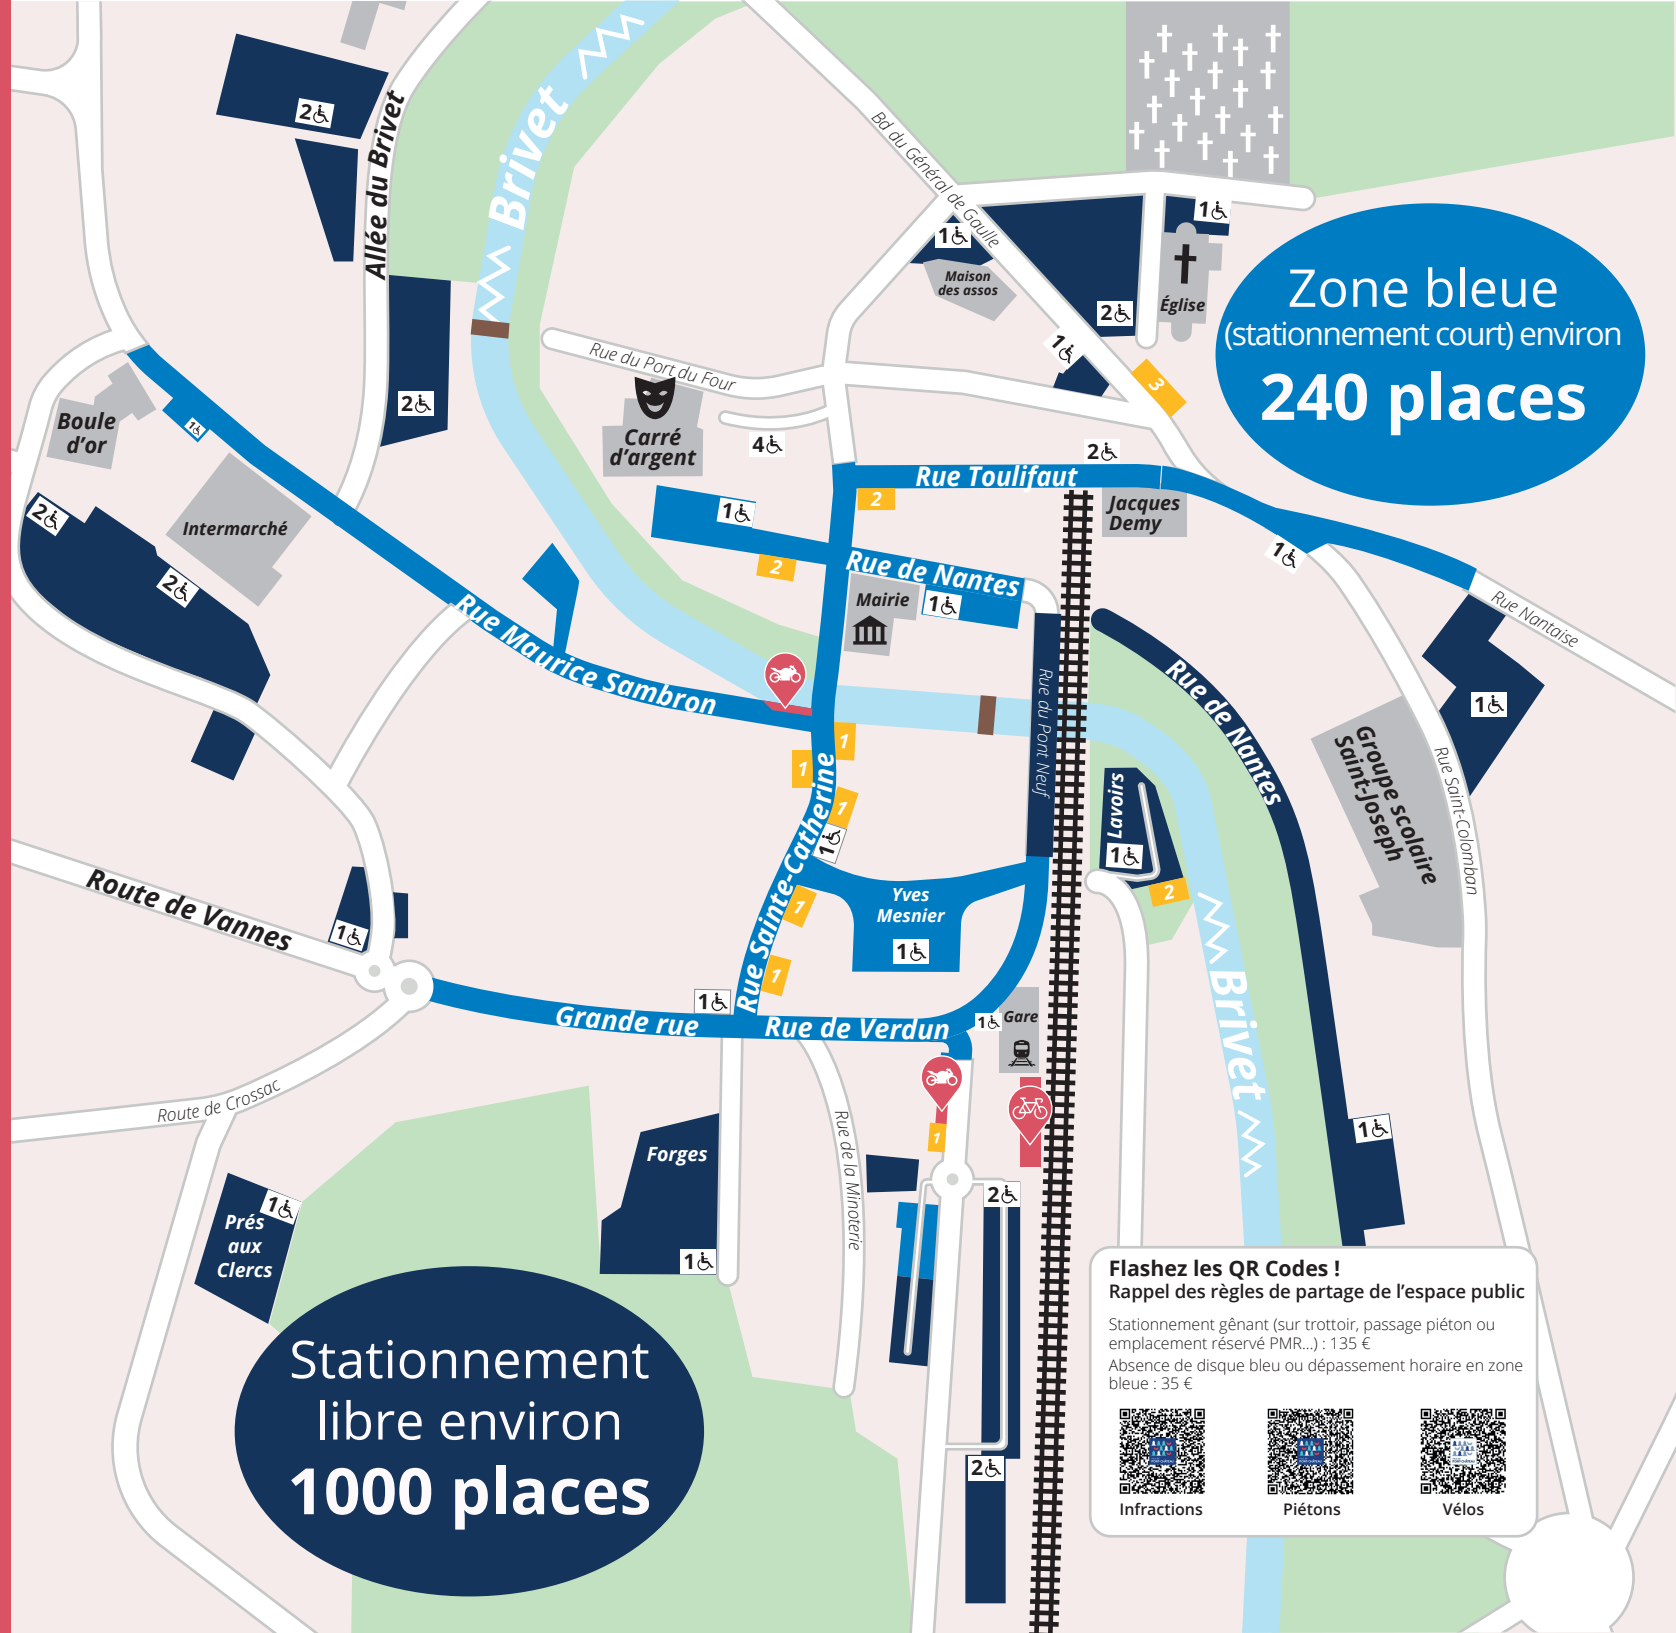 Zone bleue
(stationnement court) environ
240 places
Stationnement
libre environ
1000 places
Allée du Brivet
Brivet
Bd du Général de Gaulle
Maison
des assos
Église
Rue du Port du Four
Carré
d'argent
Boule
d'or
Intermarché
Rue Toulifaut
Jacques
Demy
Rue de Nantes
Mairie
Rue Maurice Sambron
Rue Nantaise
Rue du Pont Neuf
Rue de Nantes
Groupe scolaire
Saint-Joseph
Rue Saint-Colomban
Lavoirs
Rue Sainte-Catherine
Yves
Mesnier
Route de Vannes
Grande rue
Rue de Verdun
Gare
Brivet
Route de Crossac
Rue de la Minoterie
Forges
Prés
aux
Clercs
2
2
2
2
2
1
1
1
1
2
1
3
4
2
2
1
2
1
1
1
1
1
1
1
1
1
1
1
1
2
1
1
1
1
1
1
2
2
Flashez les QR Codes !
Rappel des règles de partage de l'espace public
Stationnement gênant (sur trottoir, passage piéton ou
emplacement réservé PMR...) : 135 €
Absence de disque bleu ou dépassement horaire en zone
bleue : 35 €
Infractions
Piétons
Vélos